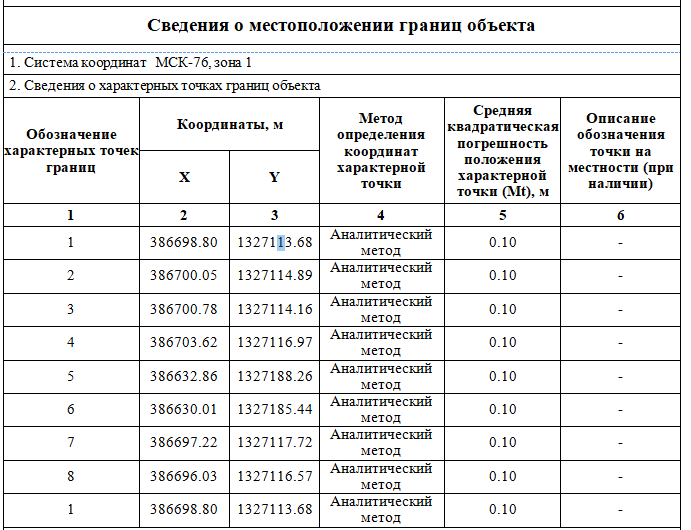 Сведения о местоположении границ объекта
1. Система координат МСК-76, зона 1
2. Сведения о характерных точках границ объекта
Обозначение характерных точек границ
Координаты, м
X
Y
Метод определения координат характерной точки
Средняя квадратическая погрешность положения характерной точки (Mt), м
Описание обозначения точки на местности (при наличии)
1 2 3 4 5 6
1 386698.80 1327113.68 Аналитический метод 0.10 -
2 386700.05 1327114.89 Аналитический метод 0.10 -
3 386700.78 1327114.16 Аналитический метод 0.10 -
4 386703.62 1327116.97 Аналитический метод 0.10 -
5 386632.86 1327188.26 Аналитический метод 0.10 -
6 386630.01 1327185.44 Аналитический метод 0.10 -
7 386697.22 1327117.72 Аналитический метод 0.10 -
8 386696.03 1327116.57 Аналитический метод 0.10 -
1 386698.80 1327113.68 Аналитический метод 0.10 -